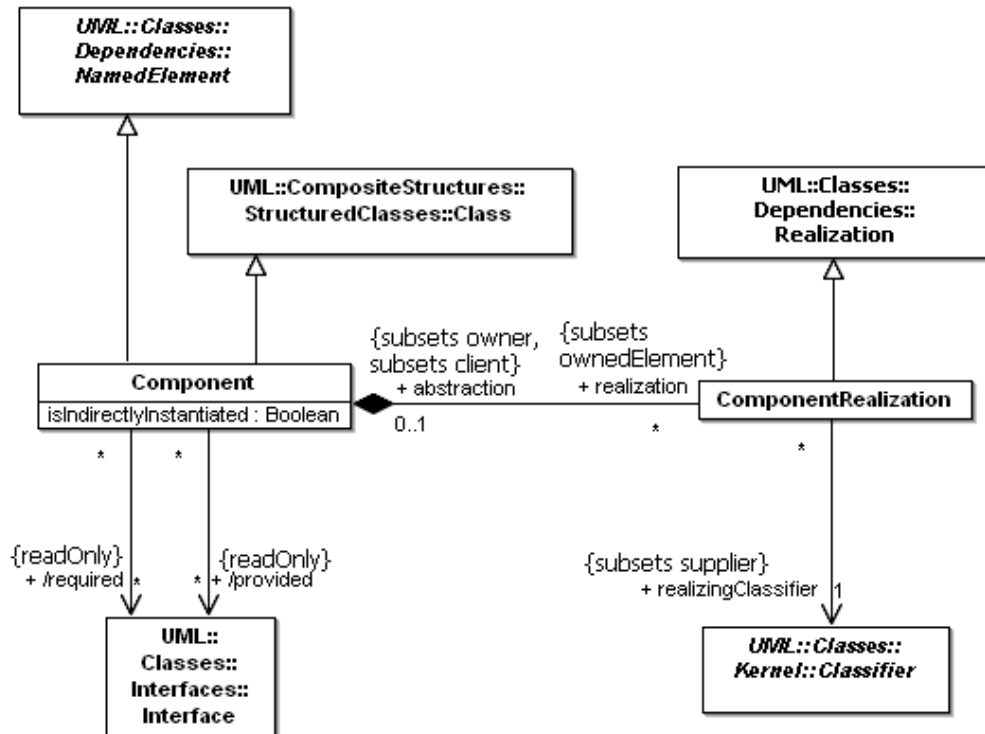 UML::Classes::
Dependencies::
NamedElement
UML::CompositeStructures::
StructuredClasses::Class
UML::Classes::
Dependencies::
Realization
{subsets owner,
subsets client}
+ abstraction
{subsets
ownedElement}
+ realization
Component
isIndirectlyInstantiated : Boolean
0..1
*
ComponentRealization
*
*
*
{readOnly}
+ /required
*
{readOnly}
* + /provided
{subsets supplier}
+ realizingClassifier 1
UML::
Classes::
Interfaces::
Interface
UML::Classes::
Kernel::Classifier